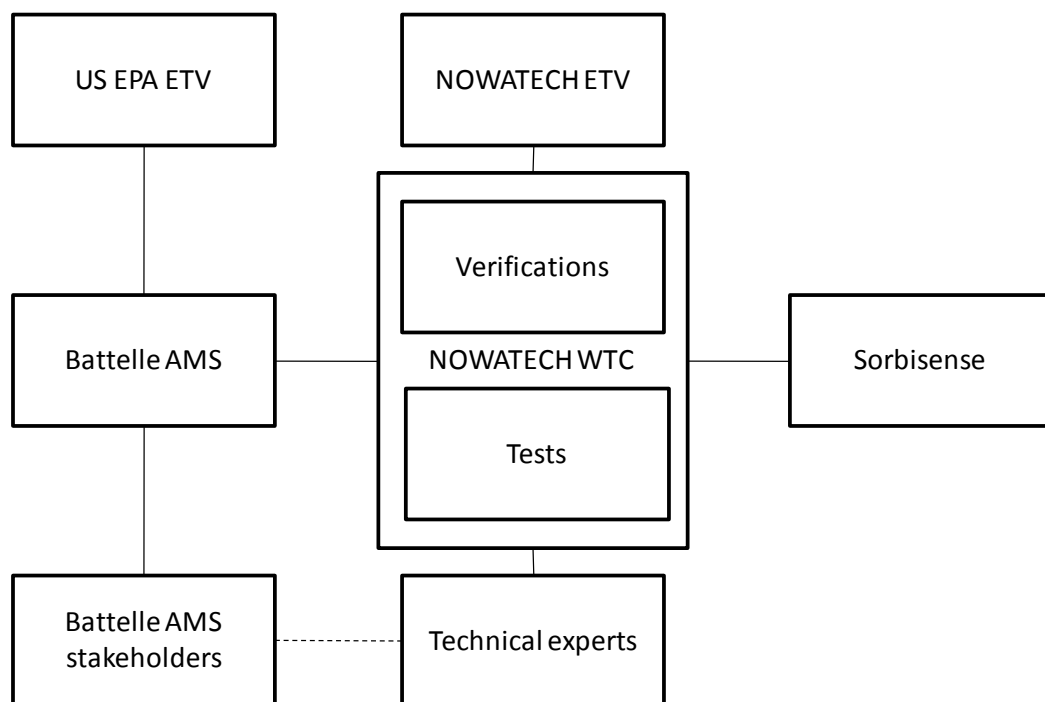 US EPA ETV
NOWATECH ETV
Verifications
Battelle AMS
NOWATECH WTC
Sorbisense
Tests
Battelle AMS
stakeholders
Technical experts